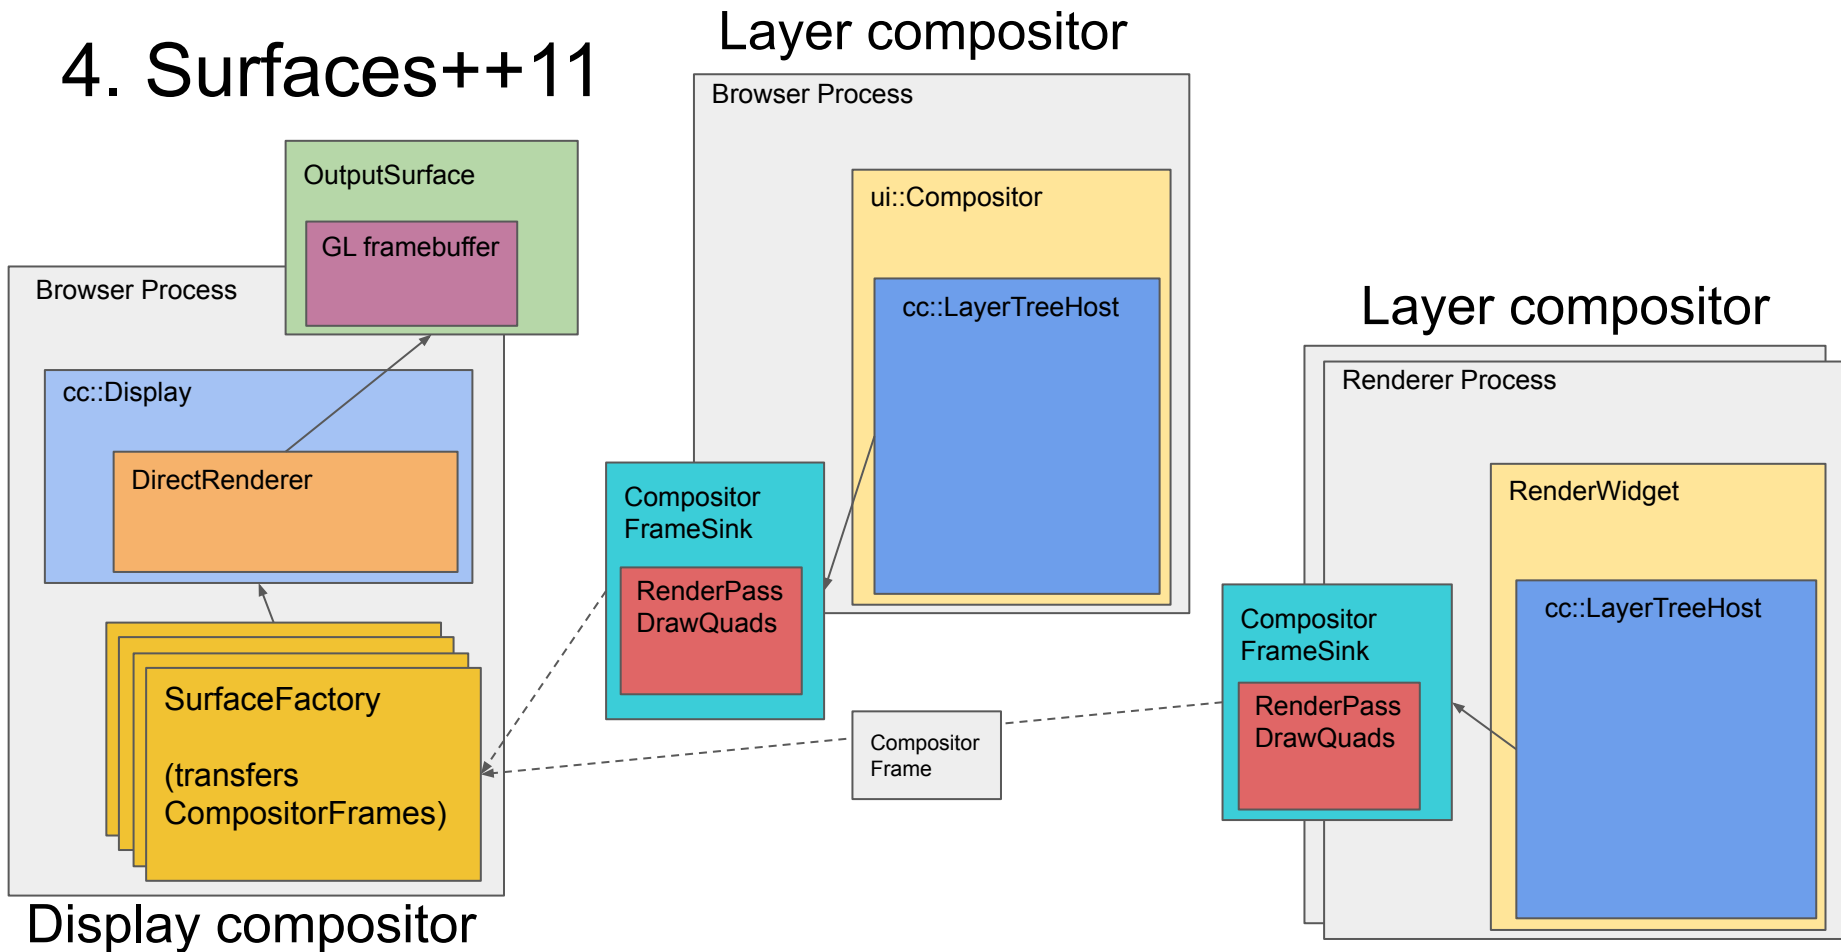 4. Surfaces++11
Layer compositor
Browser Process
ui::Compositor
cc::LayerTreeHost
Compositor
FrameSink
RenderPass
DrawQuads
OutputSurface
GL framebuffer
Browser Process
cc::Display
DirectRenderer
SurfaceFactory
(transfers
CompositorFrames)
Display compositor
Compositor
Frame
Layer compositor
Renderer Process
RenderWidget
cc::LayerTreeHost
Compositor
FrameSink
RenderPass
DrawQuads